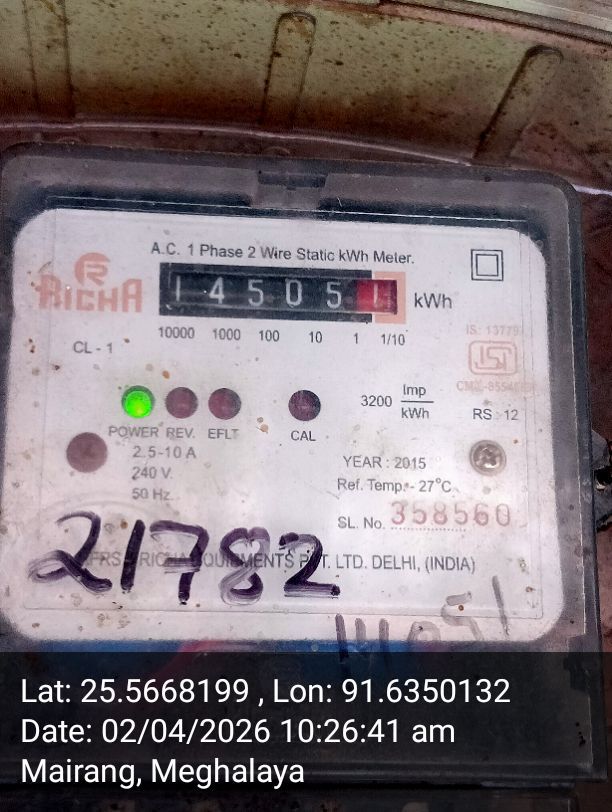 A.C. 1 Phase 2 Wire Static kWh Meter.
RICHA
1 4 5 0 5 1 kWh
10000 1000 100 10 1 1/10
CL - 1
IS: 13779
ISI
3200 Imp/kWh
RS : 12
POWER REV. EFLT CAL
2.5-10 A
240 V.
50 Hz.
YEAR : 2015
Ref. Temp.- 27°C
SL. No. 358560
21782
LTD. DELHI, (INDIA)
Lat: 25.5668199 , Lon: 91.6350132
Date: 02/04/2026 10:26:41 am
Mairang, Meghalaya